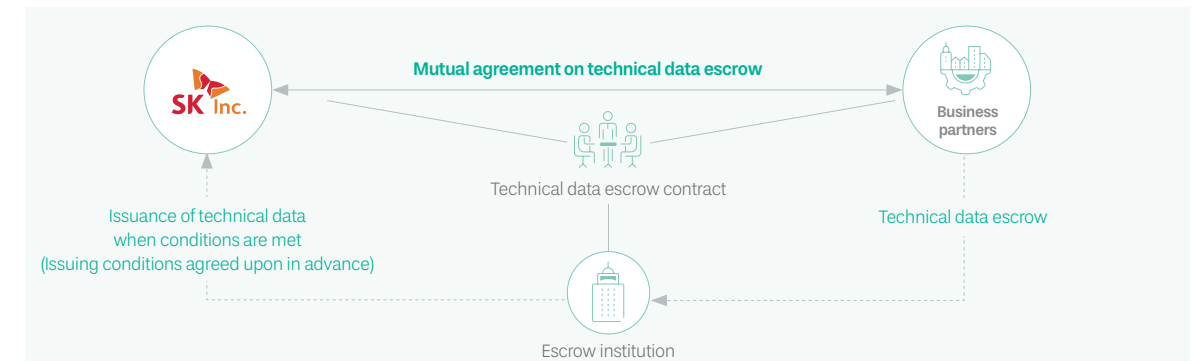 Mutual agreement on technical data escrow
SK Inc.
Business
partners
Technical data escrow contract
Issuance of technical data
when conditions are met
(Issuing conditions agreed upon in advance)
Technical data escrow
Escrow institution